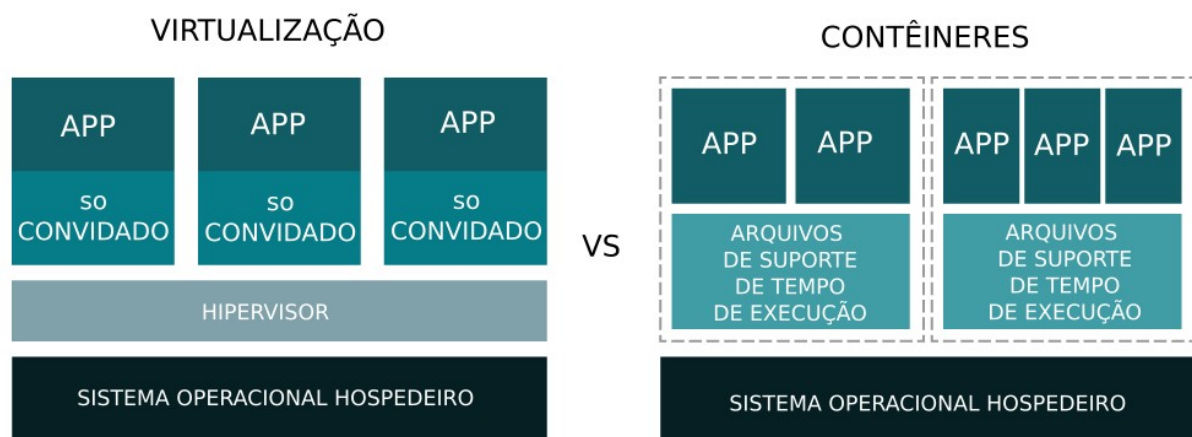 VIRTUALIZAÇÃO
APP
APP
APP
so
CONVIDADO
so
CONVIDADO
so
CONVIDADO
HIPERVISOR
SISTEMA OPERACIONAL HOSPEDEIRO
VS
CONTÊINERES
APP
APP
APP
APP
APP
ARQUIVOS
DE SUPORTE
DE TEMPO
DE EXECUÇÃO
ARQUIVOS
DE SUPORTE
DE TEMPO
DE EXECUÇÃO
SISTEMA OPERACIONAL HOSPEDEIRO